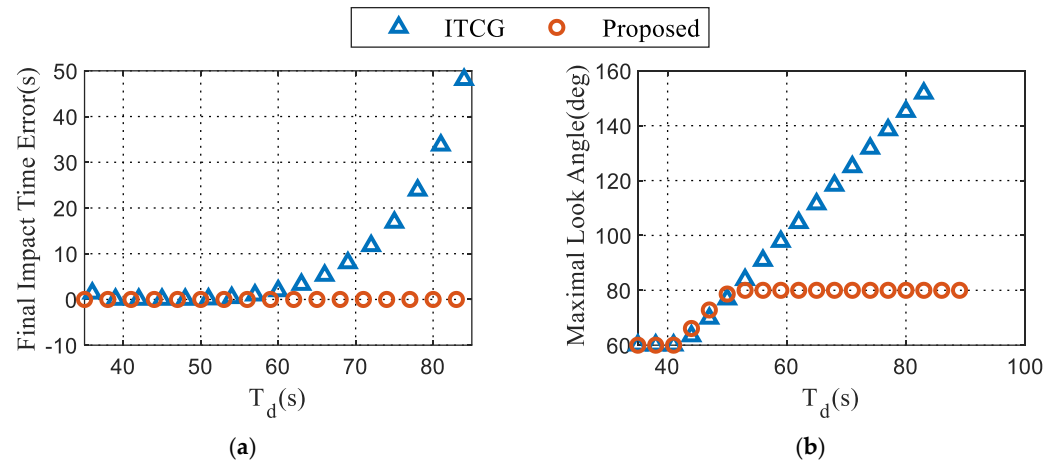 ITCG Proposed
Final Impact Time Error(s)
50
40
30
20
10
0
-10
40 50 60 70 80
T_d(s)
(a)
Maximal Look Angle(deg)
160
140
120
100
80
60
40 60 80 100
T_d(s)
(b)